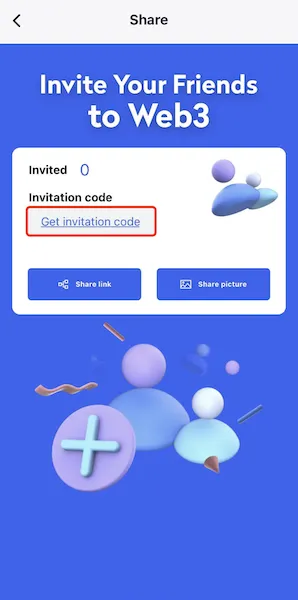 Share
Invite Your Friends
to Web3
Invited 0
Invitation code
Get invitation code
Share link
Share picture